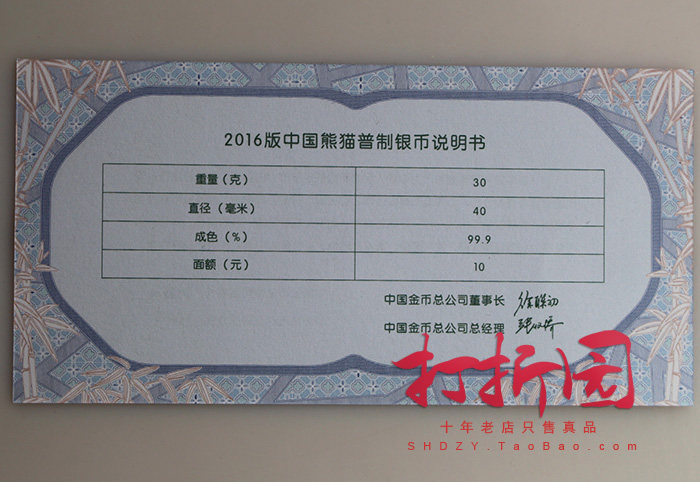 2016版中国熊猫普制银币说明书
重量（克） 30
直径（毫米） 40
成色（%） 99.9
面额（元） 10
中国金币总公司董事长
中国金币总公司总经理
打折园
十年老店只售真品
SHDZY.TaoBao.com